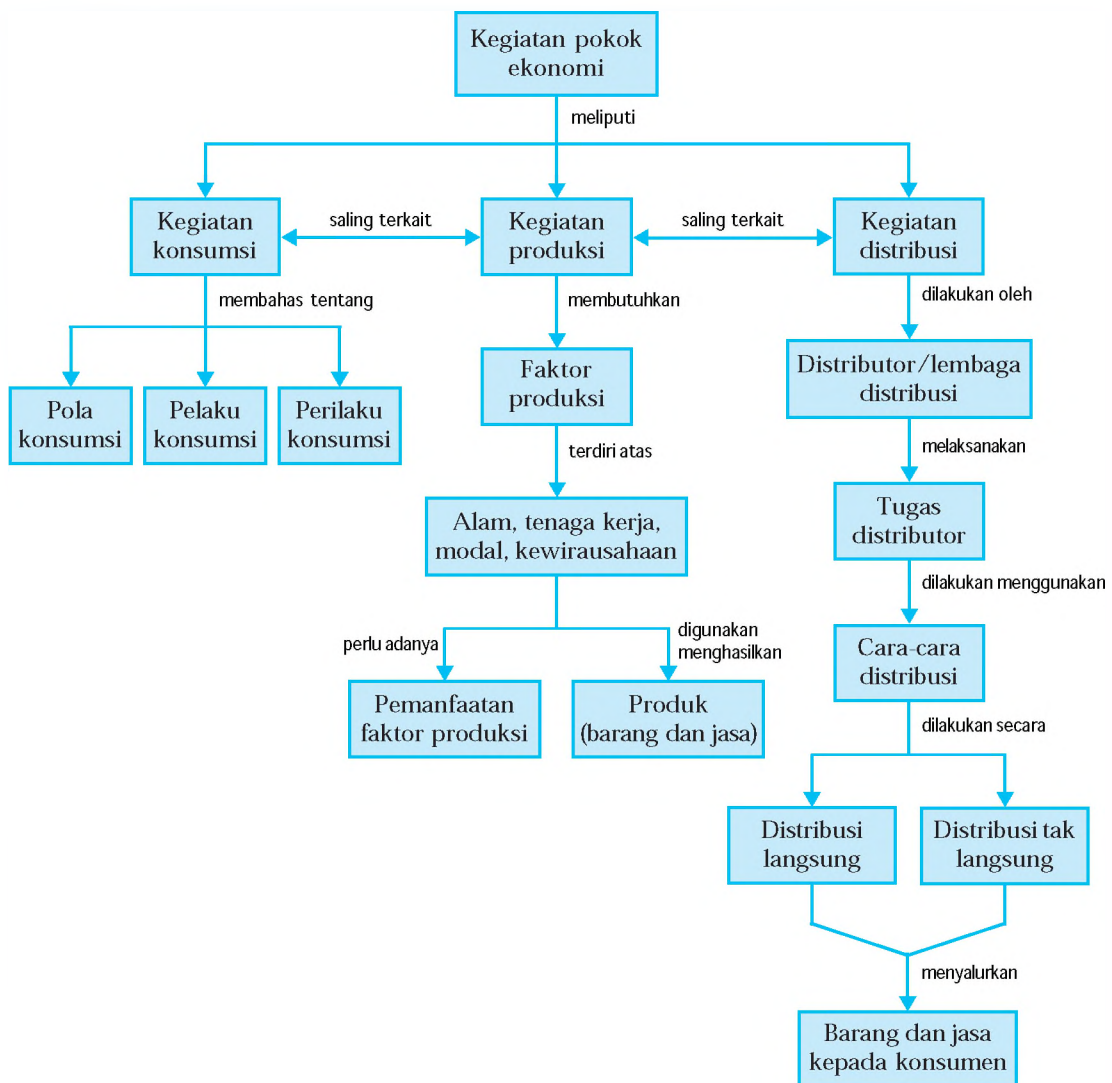 Kegiatan pokok
ekonomi
meliputi
Kegiatan
konsumsi
saling terkait
Kegiatan
produksi
saling terkait
Kegiatan
distribusi
membahas tentang
membutuhkan
dilakukan oleh
Pola
konsumsi
Pelaku
konsumsi
Perilaku
konsumsi
Faktor
produksi
Distributor/lembaga
distribusi
terdiri atas
melaksanakan
Alam, tenaga kerja,
modal, kewirausahaan
Tugas
distributor
dilakukan menggunakan
perlu adanya
digunakan
menghasilkan
Cara-cara
distribusi
Pemanfaatan
faktor produksi
Produk
(barang dan jasa)
dilakukan secara
Distribusi
langsung
Distribusi tak
langsung
menyalurkan
Barang dan jasa
kepada konsumen